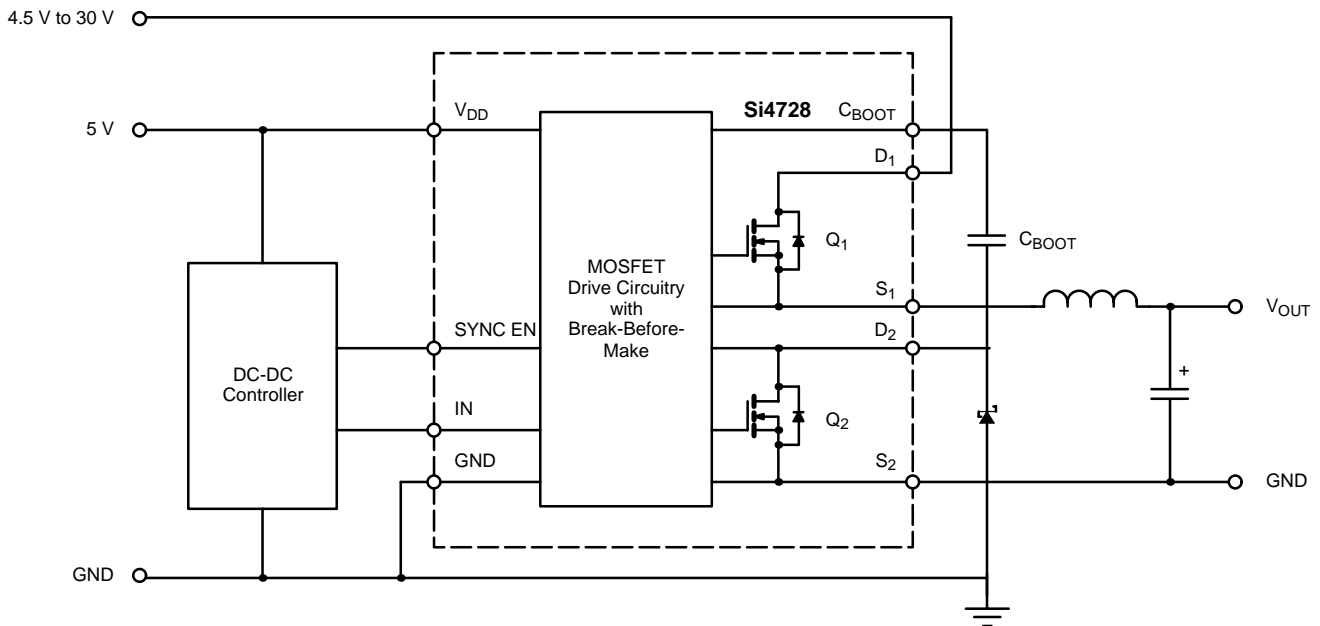 4.5 V to 30 V
5 V
V_DD
Si4728
C_BOOT
D_1
Q_1
C_BOOT
MOSFET
Drive Circuitry
with
Break-Before-
Make
S_1
V_OUT
SYNC EN
D_2
DC-DC
Controller
+
IN
Q_2
GND
S_2
GND
GND